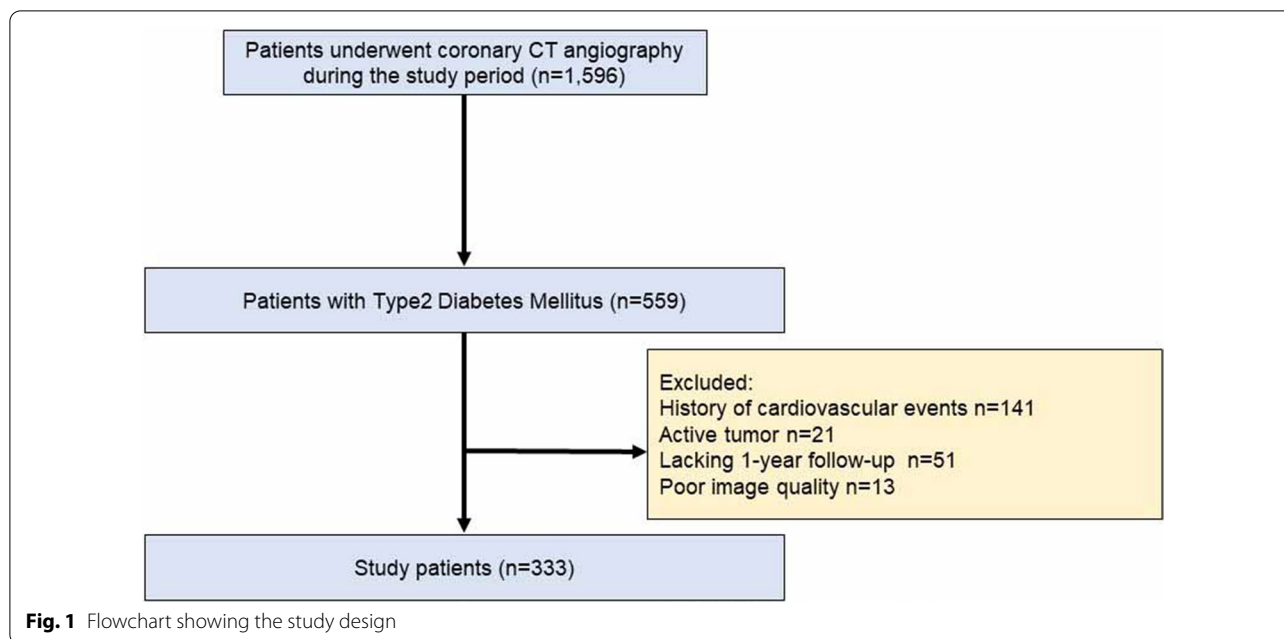 Patients underwent coronary CT angiography
during the study period (n=1,596)
Patients with Type2 Diabetes Mellitus (n=559)
Excluded:
History of cardiovascular events n=141
Active tumor n=21
Lacking 1-year follow-up n=51
Poor image quality n=13
Study patients (n=333)
Fig. 1 Flowchart showing the study design